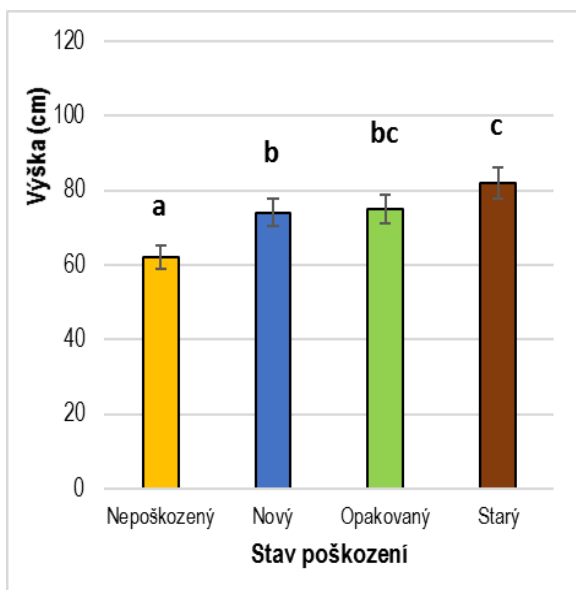 120
100
80
60
40
20
0
Výška (cm)
a
b
bc
c
Nepoškozený Nový Opakovaný Starý
Stav poškození